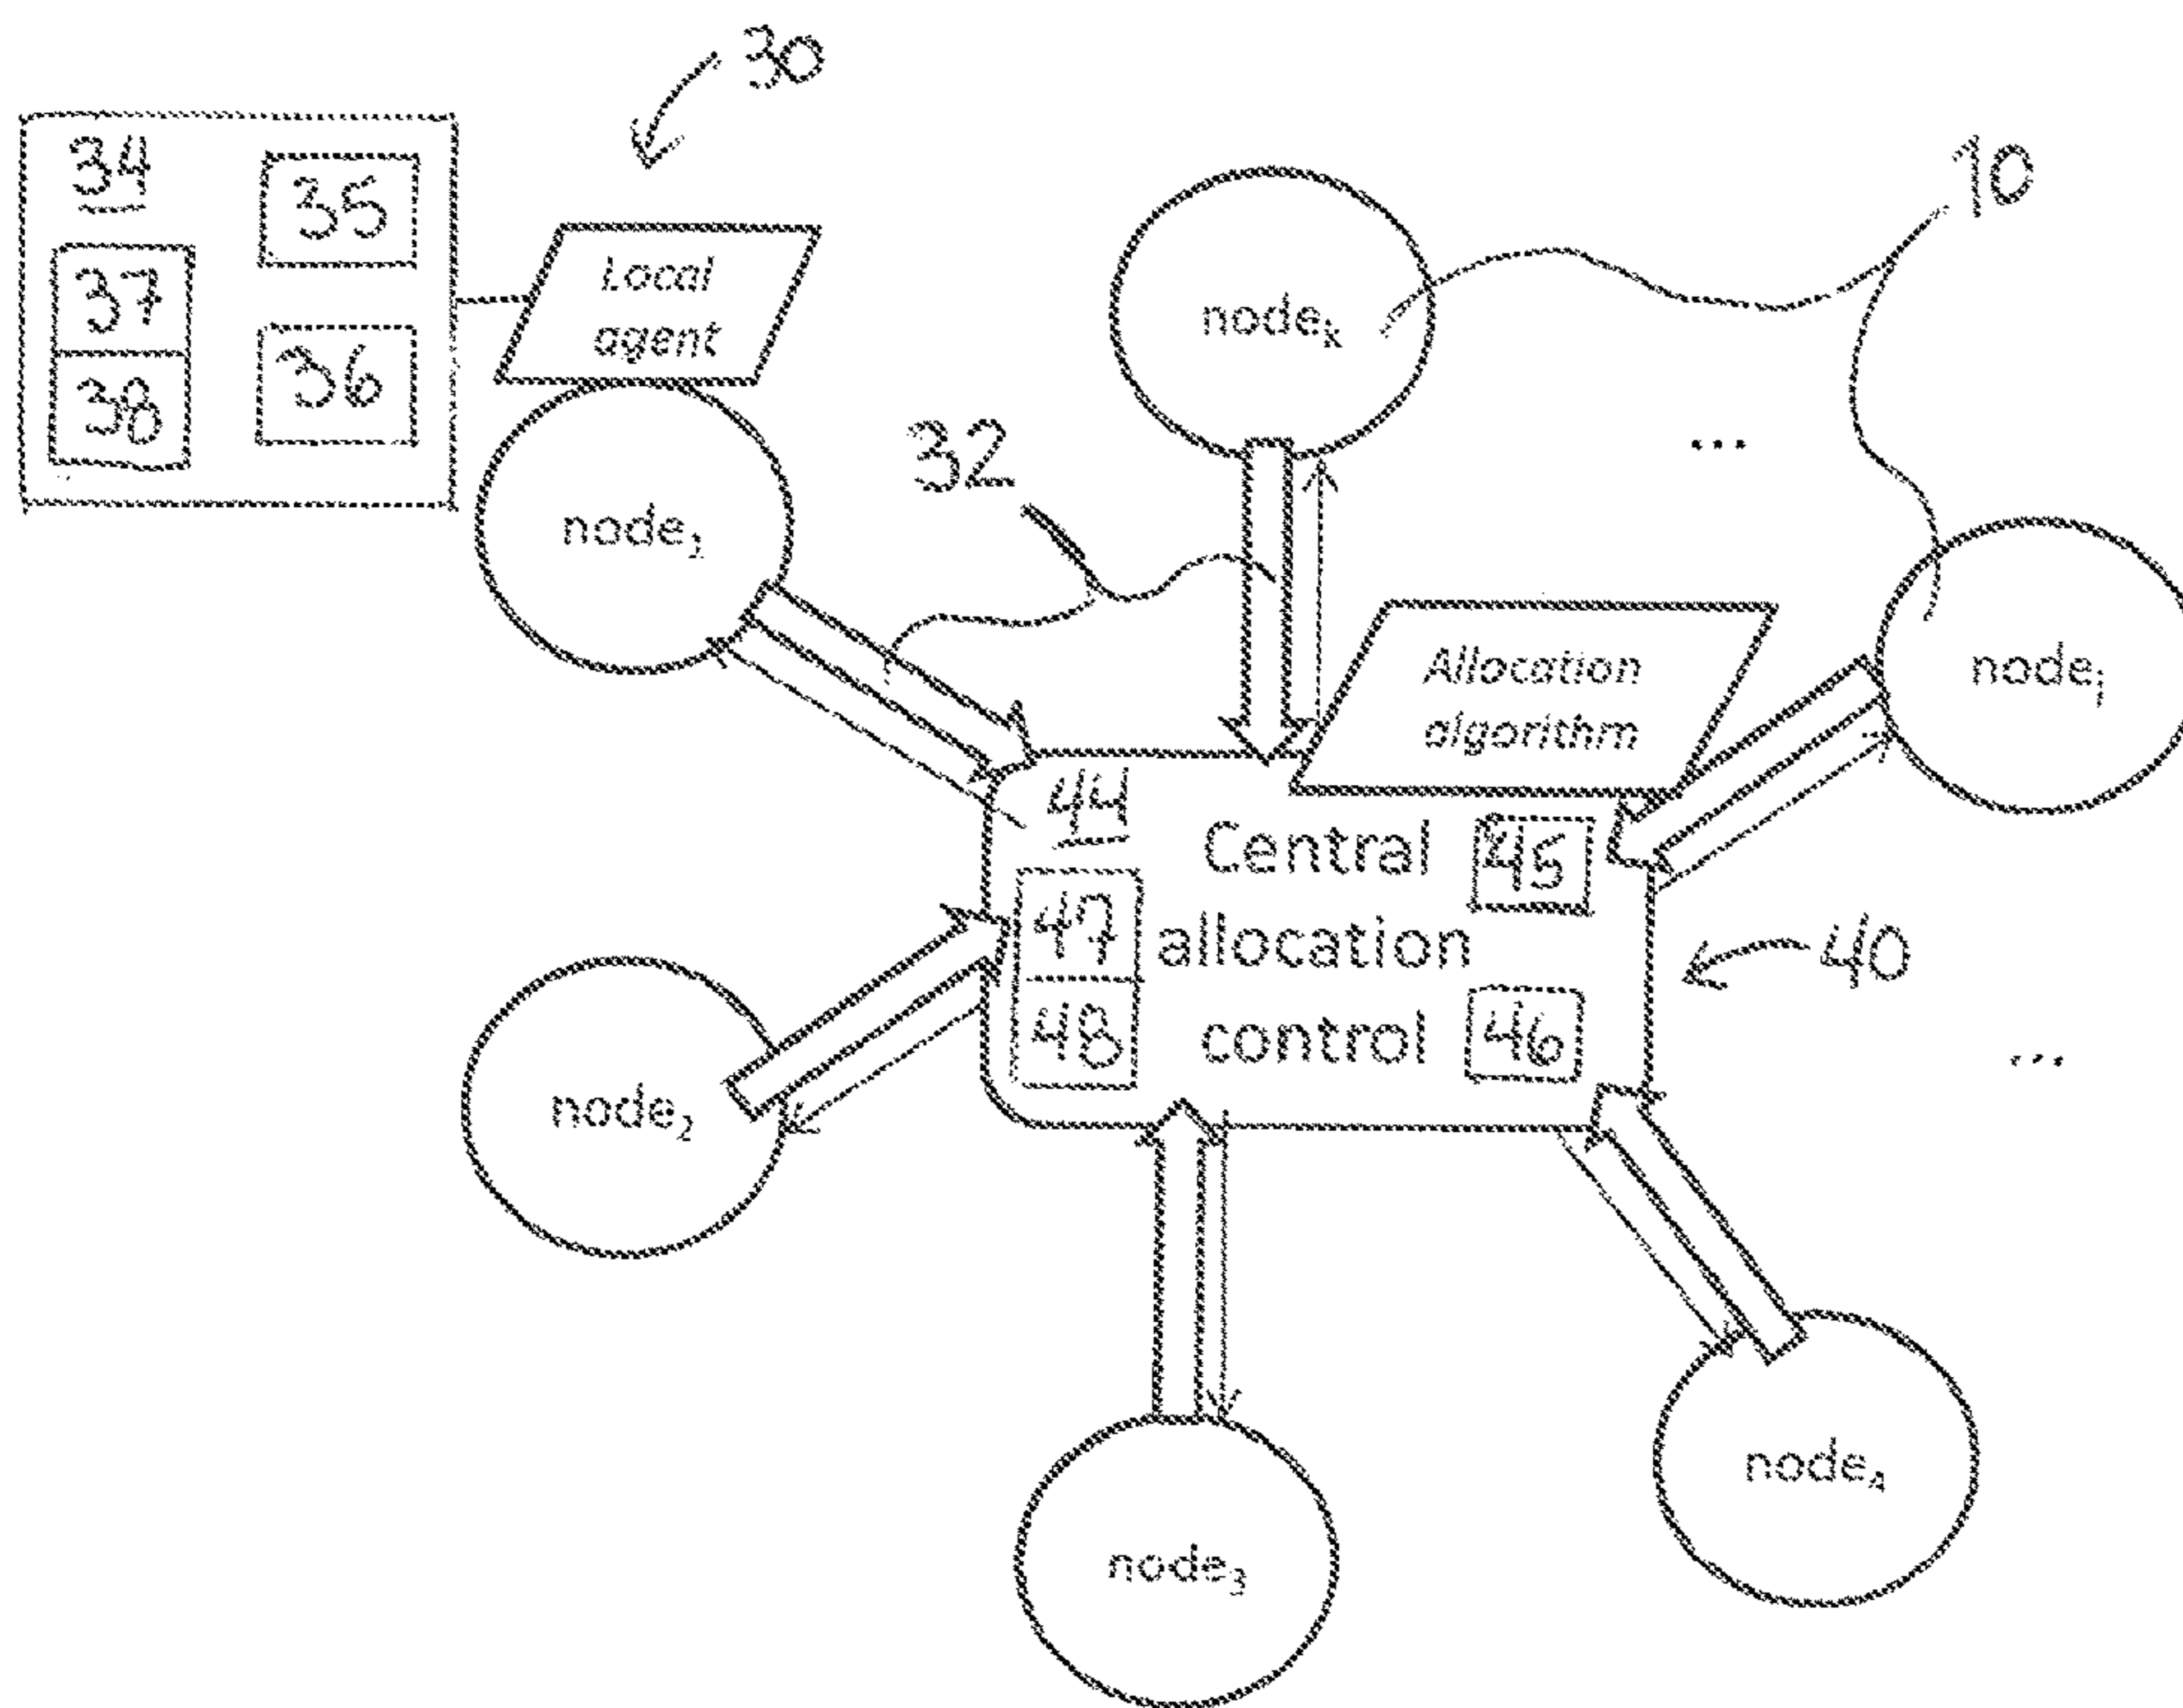 30
34
35
37
36
38
Local
agent
10
node₁
nodeₖ
...
32
nodeⱼ
Allocation
algorithm
44
Central
allocation
control
45
47
48
46
40
...
node₂
node₃
node₄